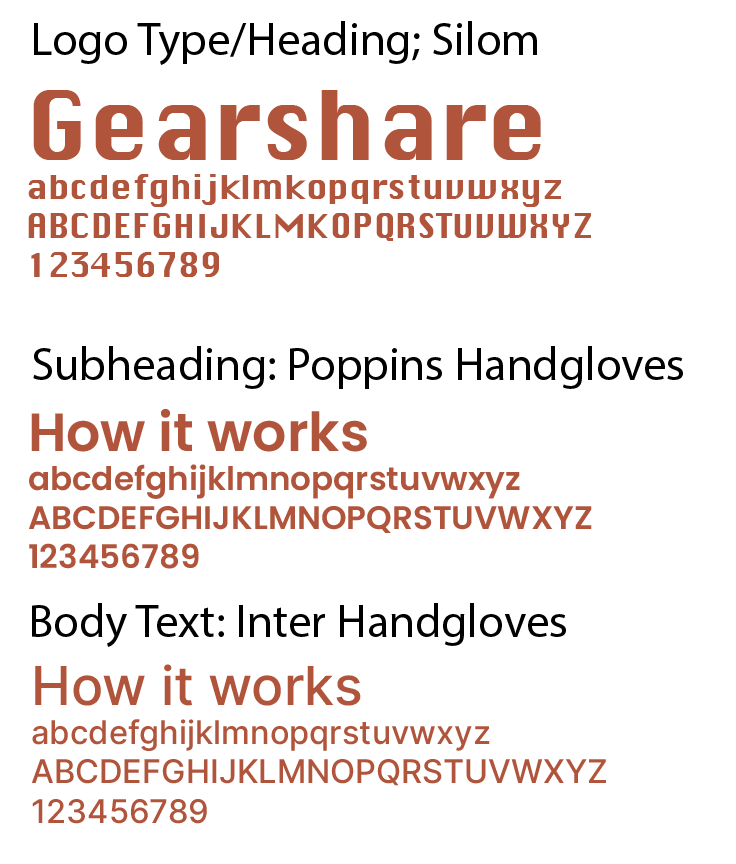 Logo Type/Heading; Silom
Gearshare
abcdefghijklmkopqrstuvwxyz
ABCDEFGHIJKLMKOPQRSTUVWXYZ
123456789
Subheading: Poppins Handgloves
How it works
abcdefghijklmnopqrstuvwxyz
ABCDEFGHIJKLMNOPQRSTUVWXYZ
123456789
Body Text: Inter Handgloves
How it works
abcdefghijklmnopqrstuvwxyz
ABCDEFGHIJKLMNOPQRSTUVWXYZ
123456789